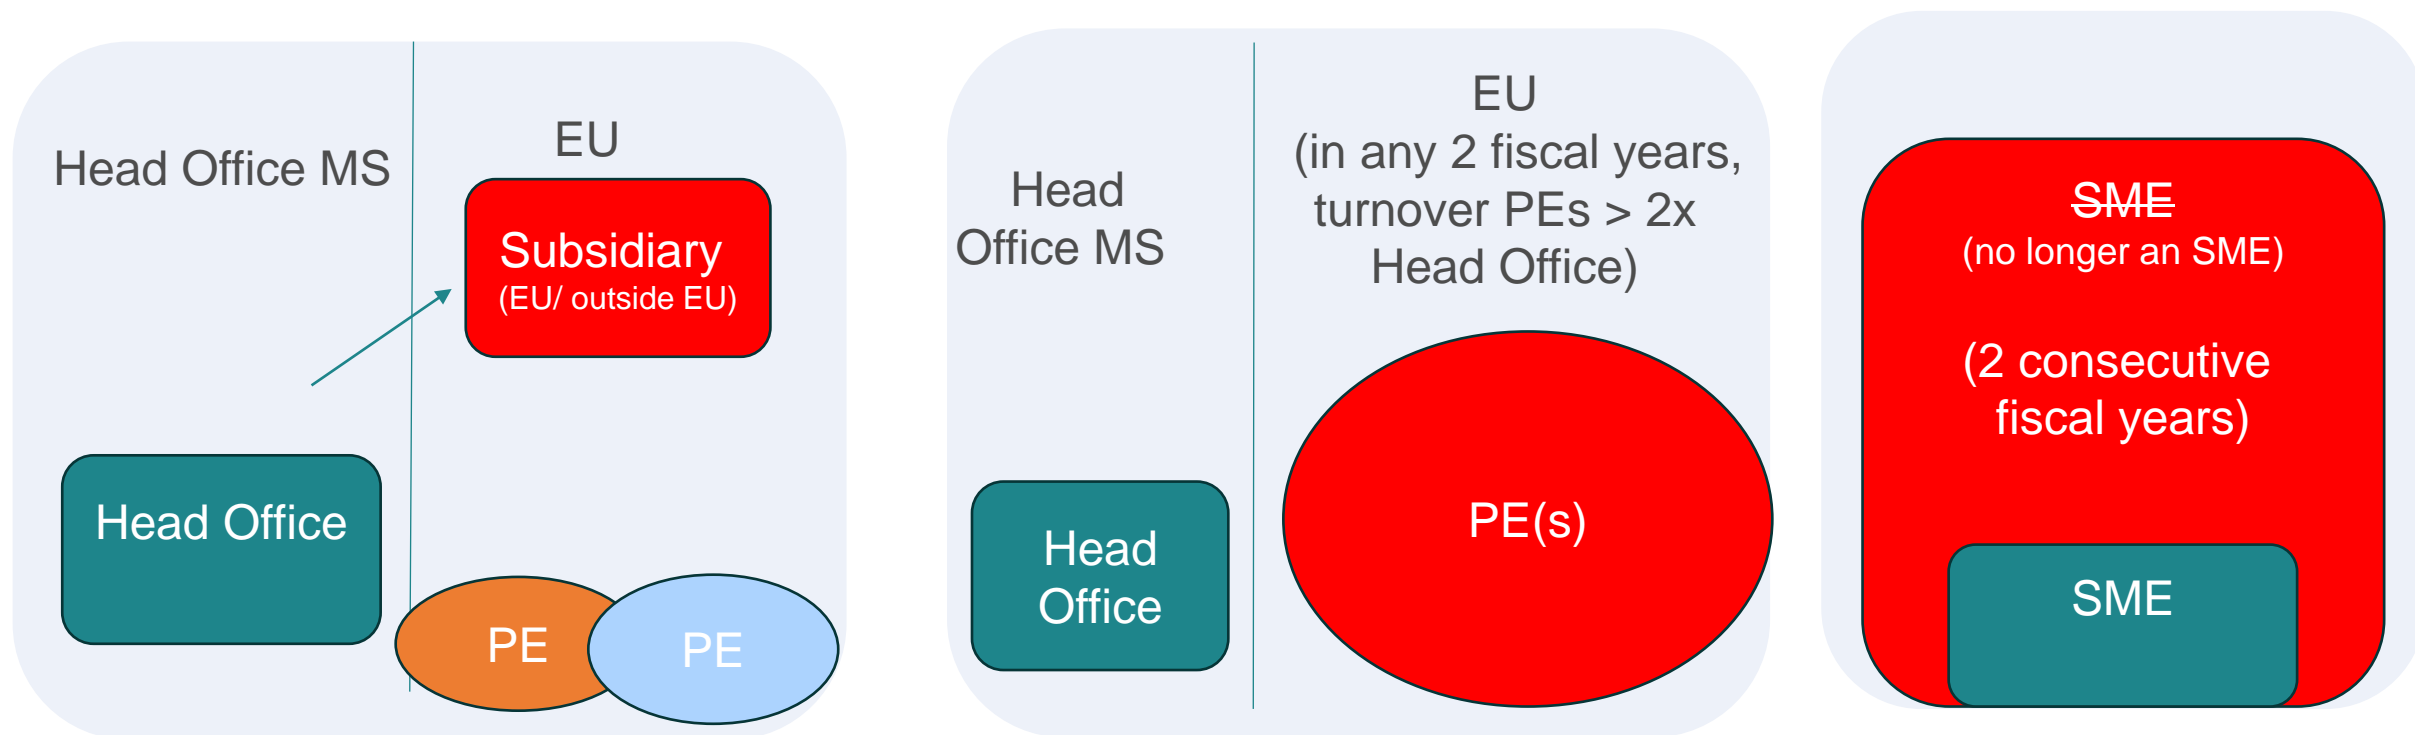 Head Office MS
EU
Subsidiary
(EU/ outside EU)
Head Office
PE
PE
Head
Office MS
EU
(in any 2 fiscal years,
turnover PEs > 2x
Head Office)
Head
Office
PE(s)
SME
(no longer an SME)
(2 consecutive
fiscal years)
SME